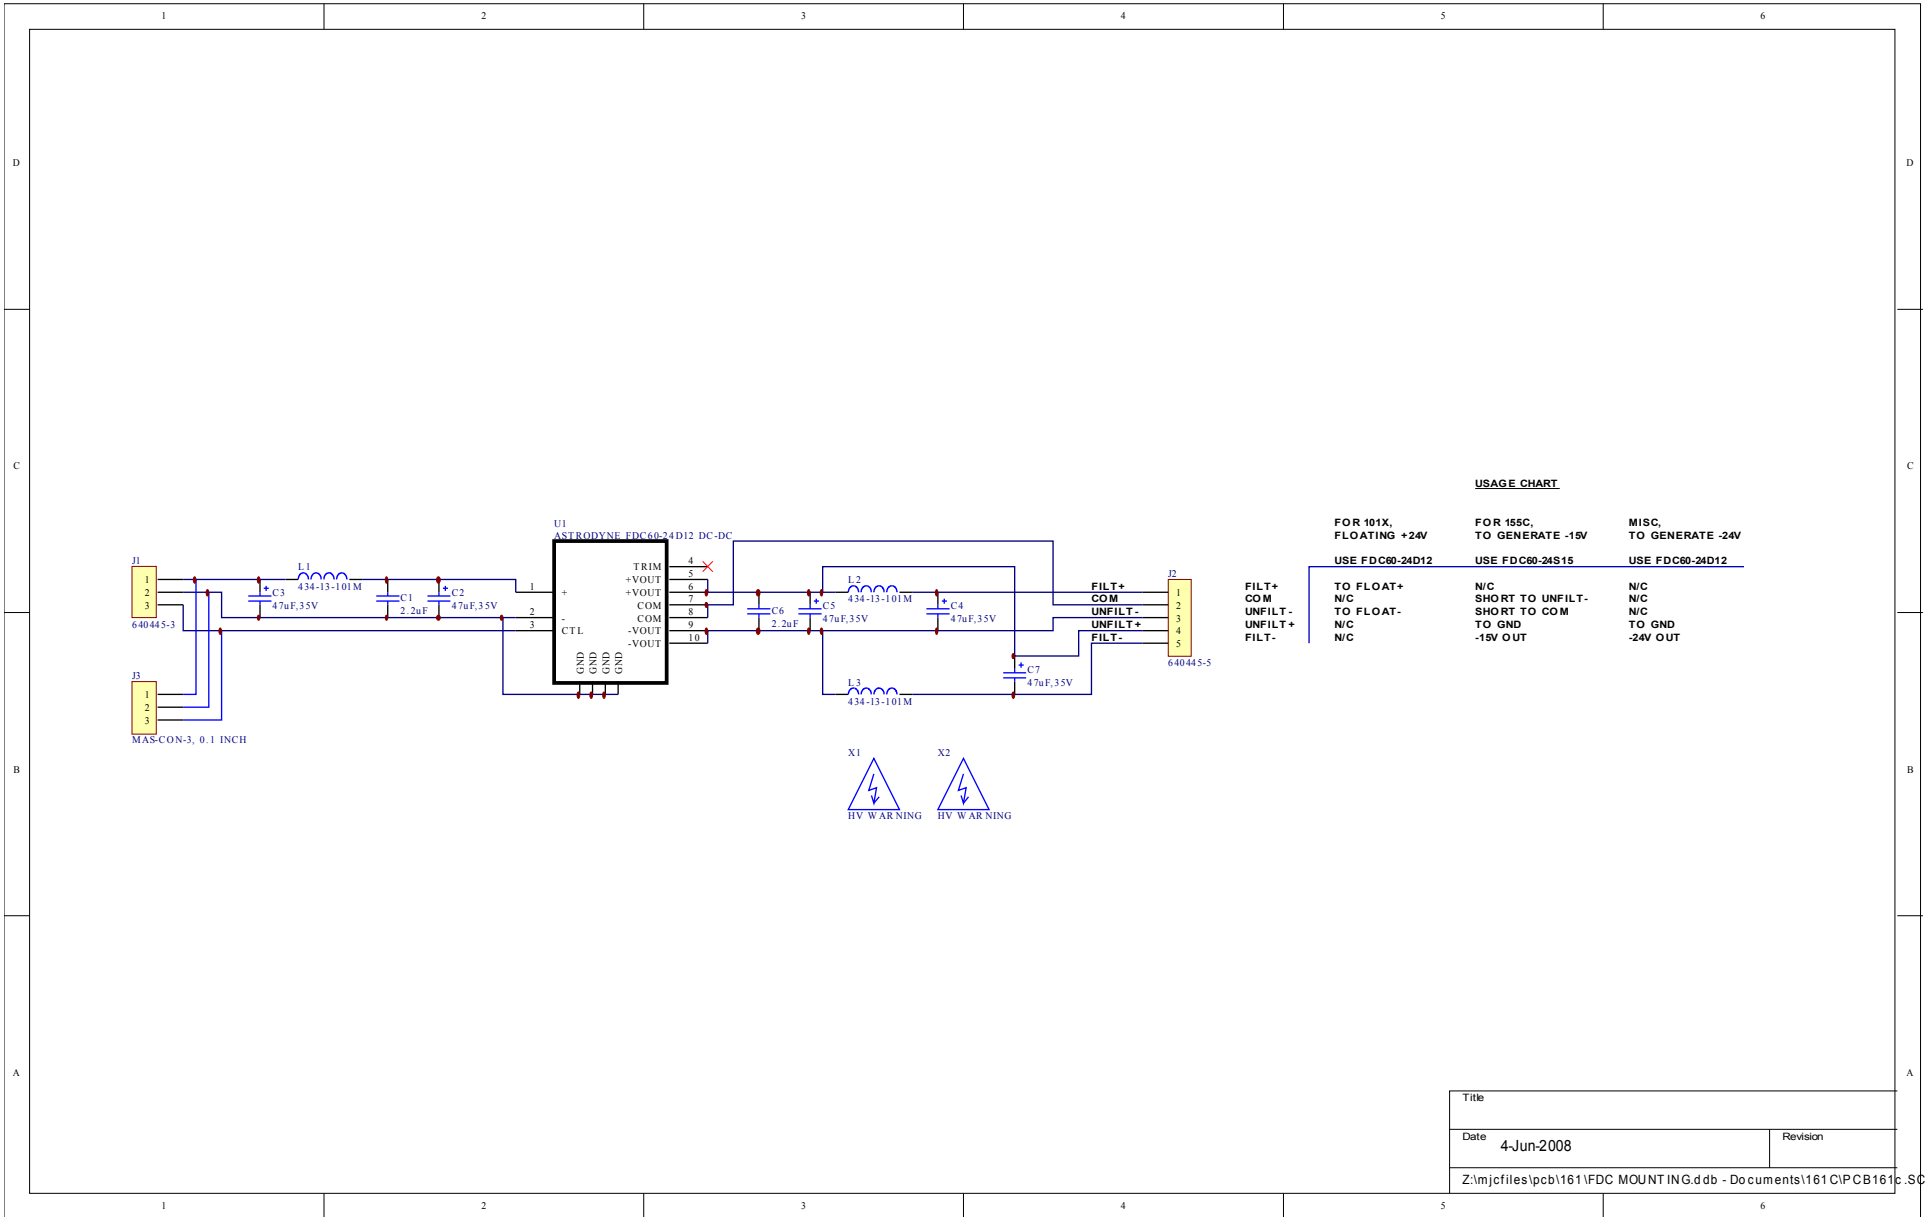 1 2 3 4 5 6
D D
C C
B B
A A
USAGE CHART
FOR 101X, FOR 155C, MISC,
FLOATING +24V TO GENERATE -15V TO GENERATE -24V
USE FDC60-24D12 USE FDC60-24S15 USE FDC60-24D12
FILT+ TO FLOAT+ N/C N/C
COM N/C SHORT TO UNFILT- N/C
UNFILT- TO FLOAT- SHORT TO COM N/C
UNFILT+ N/C TO GND TO GND
FILT- N/C -15V OUT -24V OUT
J1
1
2
3
640445-3
J3
1
2
3
MAS-CON-3, 0.1 INCH
C3
47uF,35V
L1
434-13-101M
C1
2.2uF
C2
47uF,35V
U1
ASTRODYNE FDC60-24D12 DC-DC
1 +
2 -
3 CTL
TRIM 4
+VOUT 5
+VOUT 6
COM 7
COM 8
-VOUT 9
-VOUT 10
GND GND GND GND
C6
2.2uF
C5
47uF,35V
L2
434-13-101M
C4
47uF,35V
L3
434-13-101M
C7
47uF,35V
FILT+
COM
UNFILT-
UNFILT+
FILT-
J2
1
2
3
4
5
640445-5
X1
HV WARNING
X2
HV WARNING
Title
Date 4-Jun-2008 Revision
Z:\mjcfiles\pcb\161\FDC MOUNTING.ddb - Documents\161C\PCB161c.SC
1 2 3 4 5 6